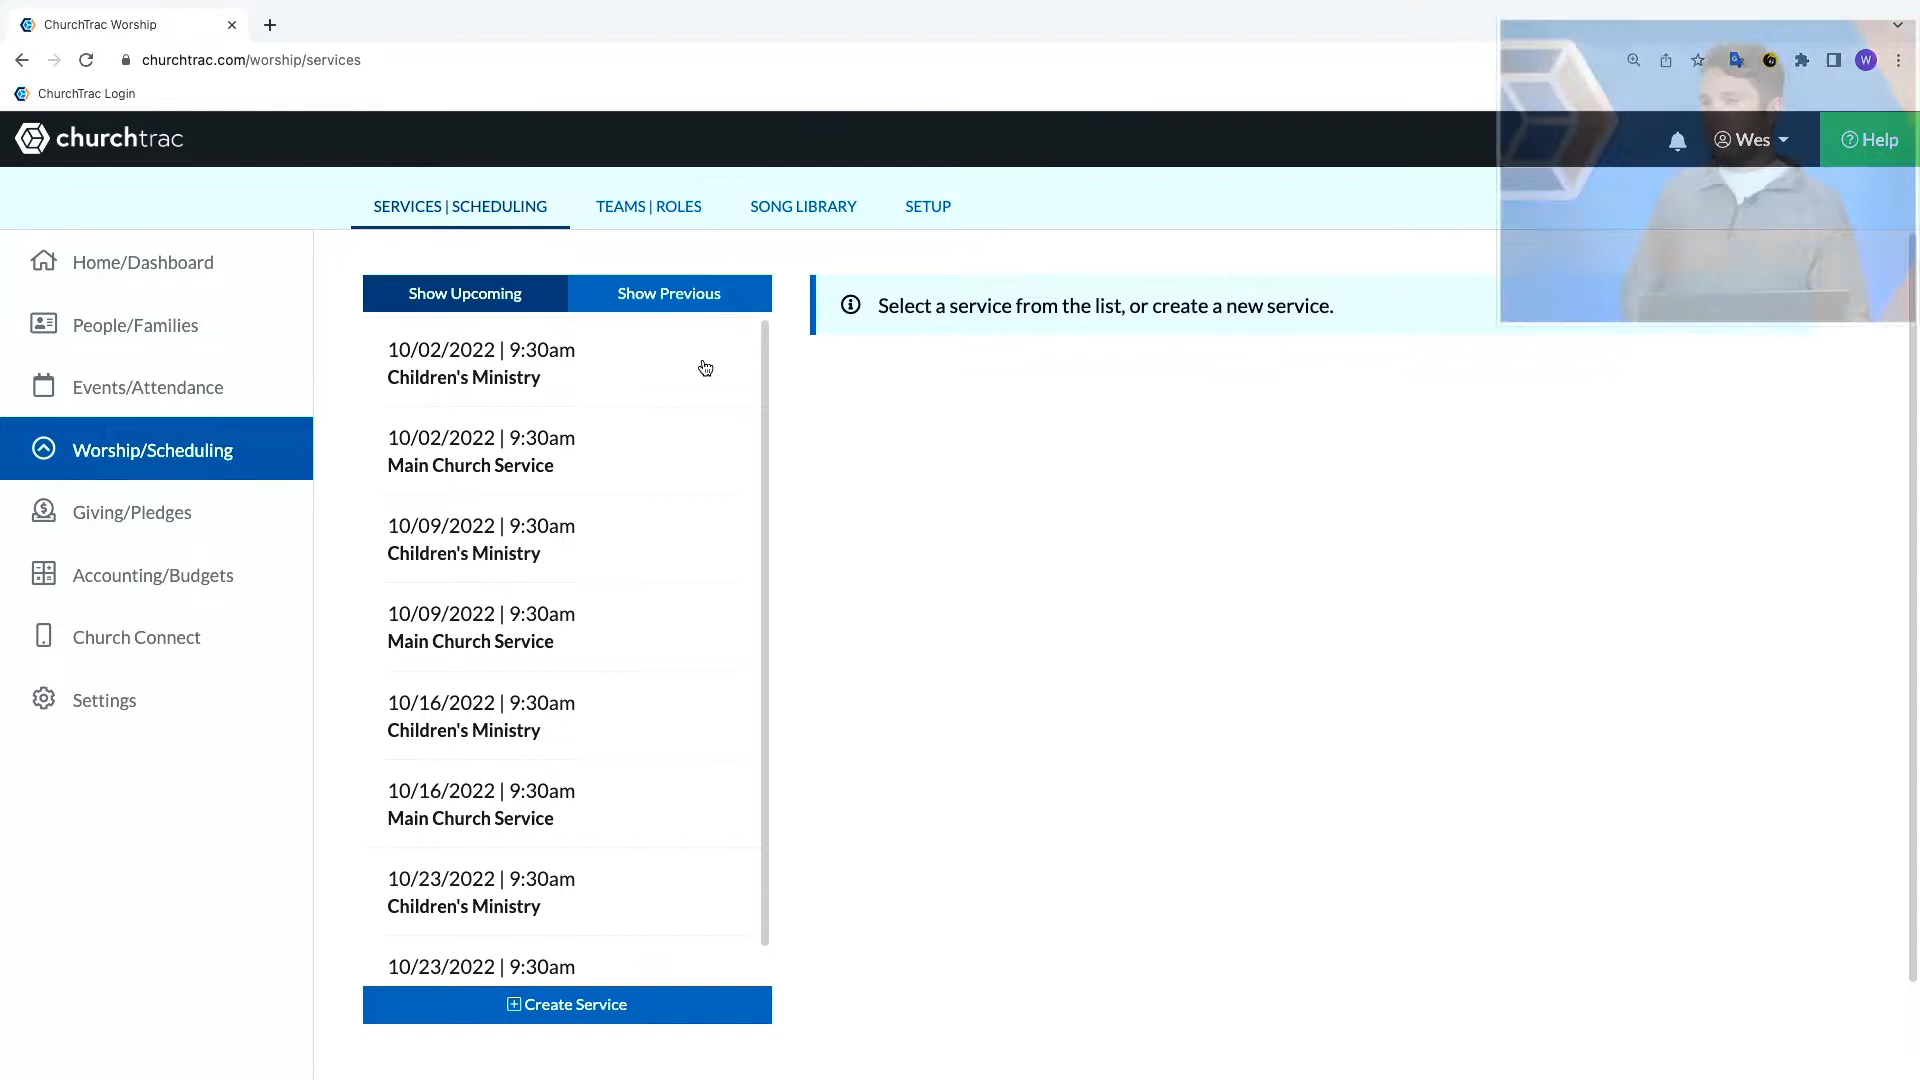 ChurchTrac Worship
churchtrac.com/worship/services
W
ChurchTrac Login
churchtrac
Wes
Help
SERVICES | SCHEDULING
TEAMS | ROLES
SONG LIBRARY
SETUP
Home/Dashboard
People/Families
Events/Attendance
Worship/Scheduling
Giving/Pledges
Accounting/Budgets
Church Connect
Settings
Show Upcoming
Show Previous
10/02/2022 | 9:30am
Children's Ministry
10/02/2022 | 9:30am
Main Church Service
10/09/2022 | 9:30am
Children's Ministry
10/09/2022 | 9:30am
Main Church Service
10/16/2022 | 9:30am
Children's Ministry
10/16/2022 | 9:30am
Main Church Service
10/23/2022 | 9:30am
Children's Ministry
10/23/2022 | 9:30am
Create Service
Select a service from the list, or create a new service.